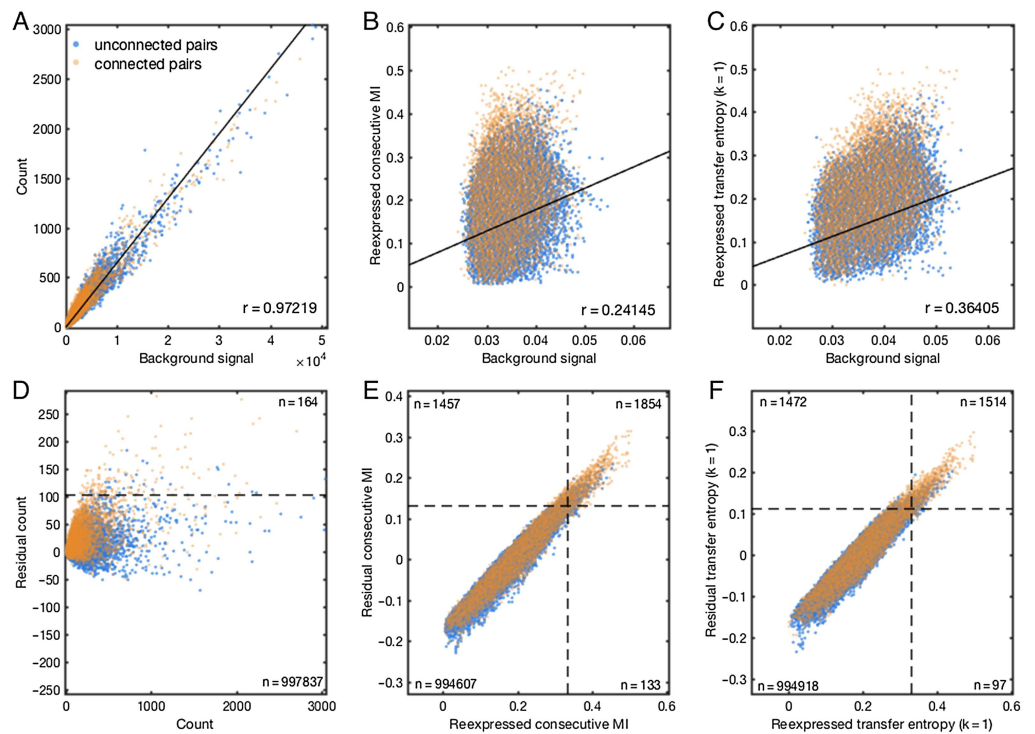 A
3000
2500
2000
1500
1000
500
0
Count
unconnected pairs
connected pairs
r = 0.97219
0 1 2 3 4 5
Background signal
×10⁴
B
0.6
0.5
0.4
0.3
0.2
0.1
0
Reexpressed consecutive MI
r = 0.24145
0.02 0.03 0.04 0.05 0.06
Background signal
C
0.6
0.5
0.4
0.3
0.2
0.1
0
Reexpressed transfer entropy (k = 1)
r = 0.36405
0.02 0.03 0.04 0.05 0.06
Background signal
D
250
200
150
100
50
0
−50
−100
−150
−200
−250
Residual count
n = 164
n = 997837
0 1000 2000 3000
Count
E
0.4
0.3
0.2
0.1
0
−0.1
−0.2
−0.3
Residual consecutive MI
n = 1457
n = 1854
n = 994607
n = 133
0 0.2 0.4 0.6
Reexpressed consecutive MI
F
0.3
0.2
0.1
0
−0.1
−0.2
−0.3
Residual transfer entropy (k = 1)
n = 1472
n = 1514
n = 994918
n = 97
0 0.2 0.4 0.6
Reexpressed transfer entropy (k = 1)